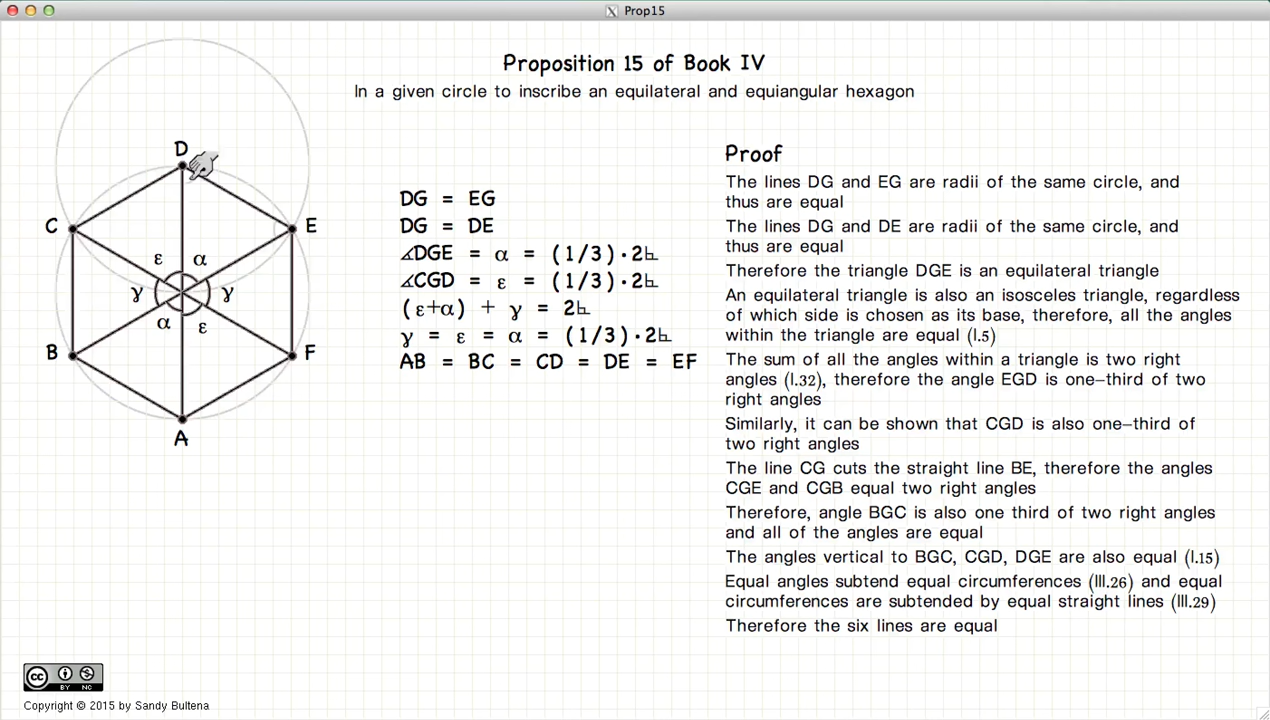 Prop15
Proposition 15 of Book IV
In a given circle to inscribe an equilateral and equiangular hexagon
D
C
E
ε
α
γ
γ
α
ε
B
F
A
DG = EG
DG = DE
∡DGE = α = (1/3)·2⊾
∡CGD = ε = (1/3)·2⊾
(ε+α) + γ = 2⊾
γ = ε = α = (1/3)·2⊾
AB = BC = CD = DE = EF
Proof
The lines DG and EG are radii of the same circle, and
thus are equal
The lines DG and DE are radii of the same circle, and
thus are equal
Therefore the triangle DGE is an equilateral triangle
An equilateral triangle is also an isosceles triangle, regardless
of which side is chosen as its base, therefore, all the angles
within the triangle are equal (I.5)
The sum of all the angles within a triangle is two right
angles (I.32), therefore the angle EGD is one-third of two
right angles
Similarly, it can be shown that CGD is also one-third of
two right angles
The line CG cuts the straight line BE, therefore the angles
CGE and CGB equal two right angles
Therefore, angle BGC is also one third of two right angles
and all of the angles are equal
The angles vertical to BGC, CGD, DGE are also equal (I.15)
Equal angles subtend equal circumferences (III.26) and equal
circumferences are subtended by equal straight lines (III.29)
Therefore the six lines are equal
cc
BY NC
Copyright © 2015 by Sandy Bultena